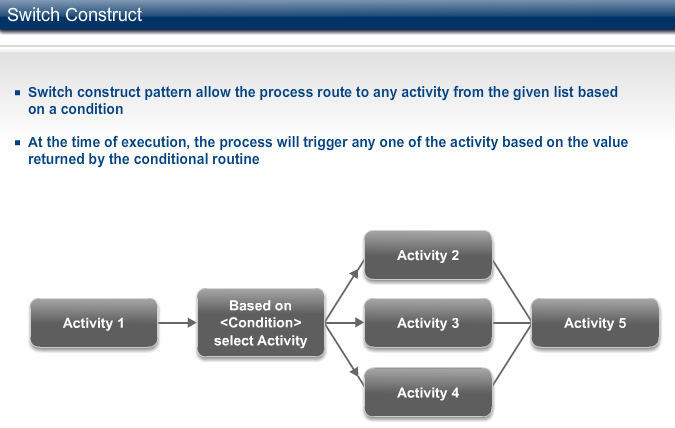 Switch Construct
Switch construct pattern allow the process route to any activity from the given list based
on a condition
At the time of execution, the process will trigger any one of the activity based on the value
returned by the conditional routine
Activity 1
Based on
<Condition>
select Activity
Activity 2
Activity 3
Activity 4
Activity 5